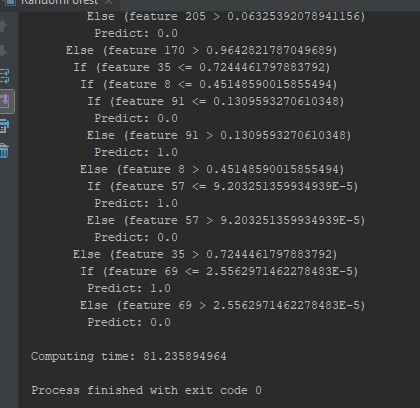 RandomForest
Else (feature 205 > 0.06325392078941156)
Predict: 0.0
Else (feature 170 > 0.9642821787049689)
If (feature 35 <= 0.7244461797883792)
If (feature 8 <= 0.45148590015855494)
If (feature 91 <= 0.1309593270610348)
Predict: 0.0
Else (feature 91 > 0.1309593270610348)
Predict: 1.0
Else (feature 8 > 0.45148590015855494)
If (feature 57 <= 9.203251359934939E-5)
Predict: 1.0
Else (feature 57 > 9.203251359934939E-5)
Predict: 0.0
Else (feature 35 > 0.7244461797883792)
If (feature 69 <= 2.5562971462278483E-5)
Predict: 1.0
Else (feature 69 > 2.5562971462278483E-5)
Predict: 0.0
Computing time: 81.235894964
Process finished with exit code 0